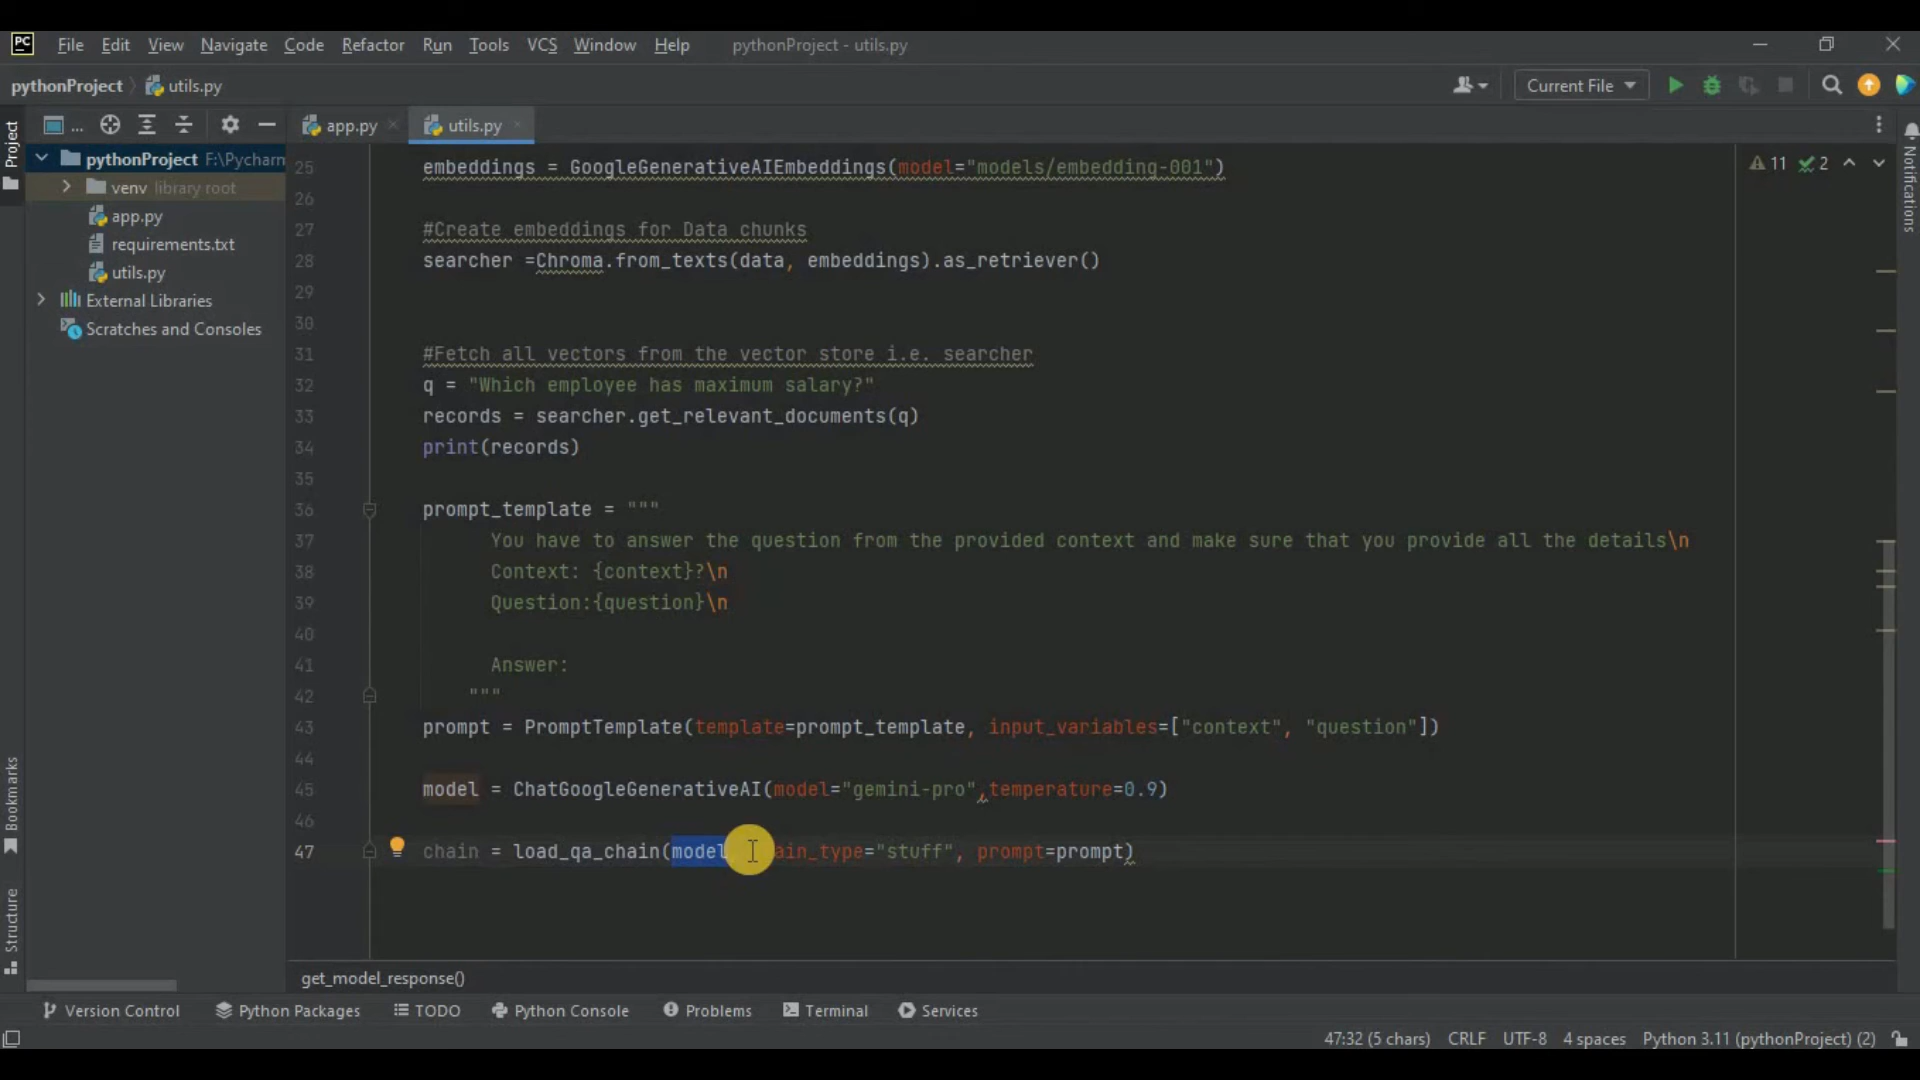 PC File Edit View Navigate Code Refactor Run Tools VCS Window Help pythonProject - utils.py
pythonProject utils.py Current File
... app.py utils.py
Project
pythonProject F:\Pycharm
venv library root
app.py
requirements.txt
utils.py
External Libraries
Scratches and Consoles
Notifications
11 2
25 embeddings = GoogleGenerativeAIEmbeddings(model="models/embedding-001")
26
27 #Create embeddings for Data chunks
28 searcher =Chroma.from_texts(data, embeddings).as_retriever()
29
30
31 #Fetch all vectors from the vector store i.e. searcher
32 q = "Which employee has maximum salary?"
33 records = searcher.get_relevant_documents(q)
34 print(records)
35
36 prompt_template = """
37 You have to answer the question from the provided context and make sure that you provide all the details\n
38 Context: {context}?\n
39 Question:{question}\n
40
41 Answer:
42 """
43 prompt = PromptTemplate(template=prompt_template, input_variables=["context", "question"])
44
45 model = ChatGoogleGenerativeAI(model="gemini-pro",temperature=0.9)
46
47 chain = load_qa_chain(model ain_type="stuff", prompt=prompt)
Bookmarks
Structure
get_model_response()
Version Control Python Packages TODO Python Console Problems Terminal Services
47:32 (5 chars) CRLF UTF-8 4 spaces Python 3.11 (pythonProject) (2)